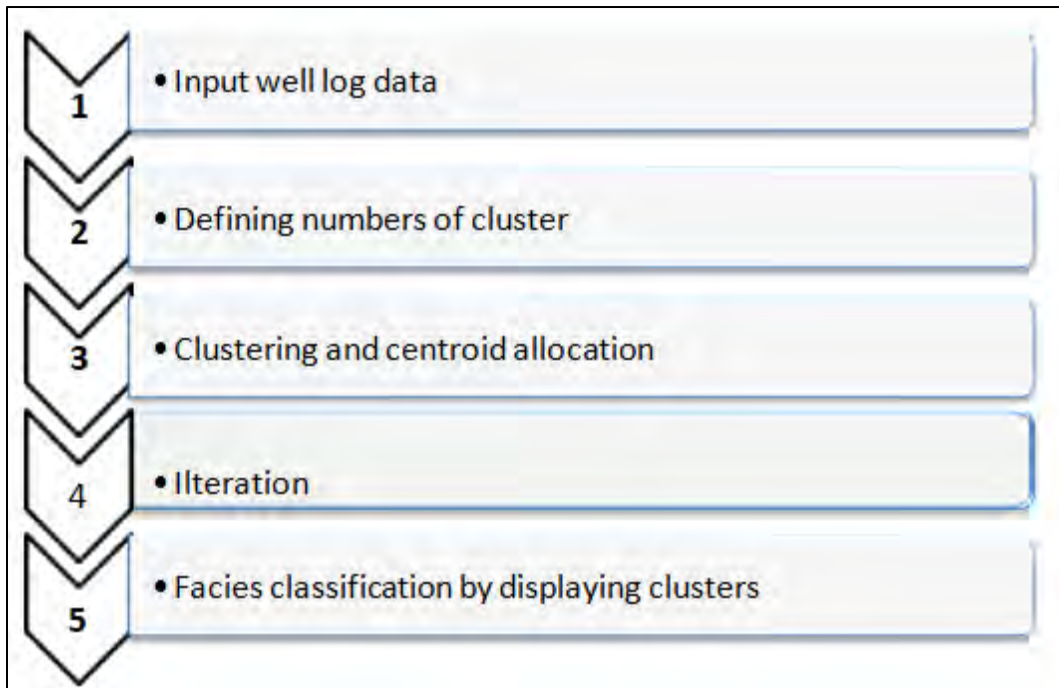 1
• Input well log data
2
• Defining numbers of cluster
3
• Clustering and centroid allocation
4
• Ilteration
5
• Facies classification by displaying clusters